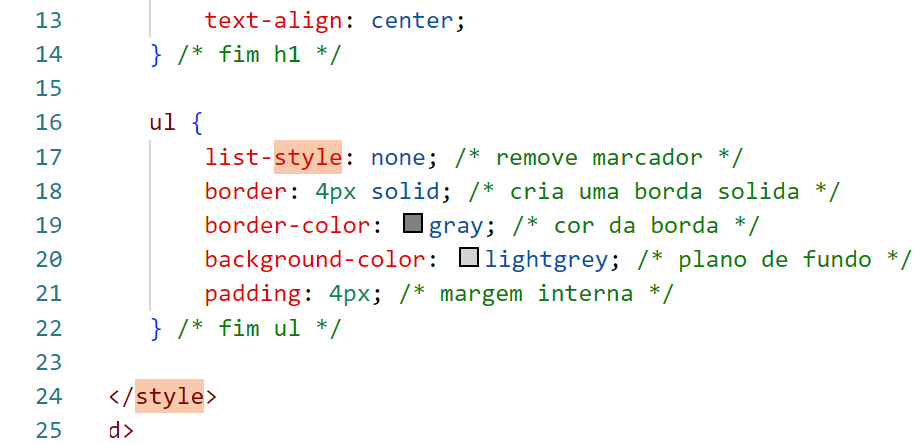 13 text-align: center;
14 } /* fim h1 */
15
16 ul {
17 list-style: none; /* remove marcador */
18 border: 4px solid; /* cria uma borda solida */
19 border-color: gray; /* cor da borda */
20 background-color: lightgrey; /* plano de fundo */
21 padding: 4px; /* margem interna */
22 } /* fim ul */
23
24 </style>
25 d>